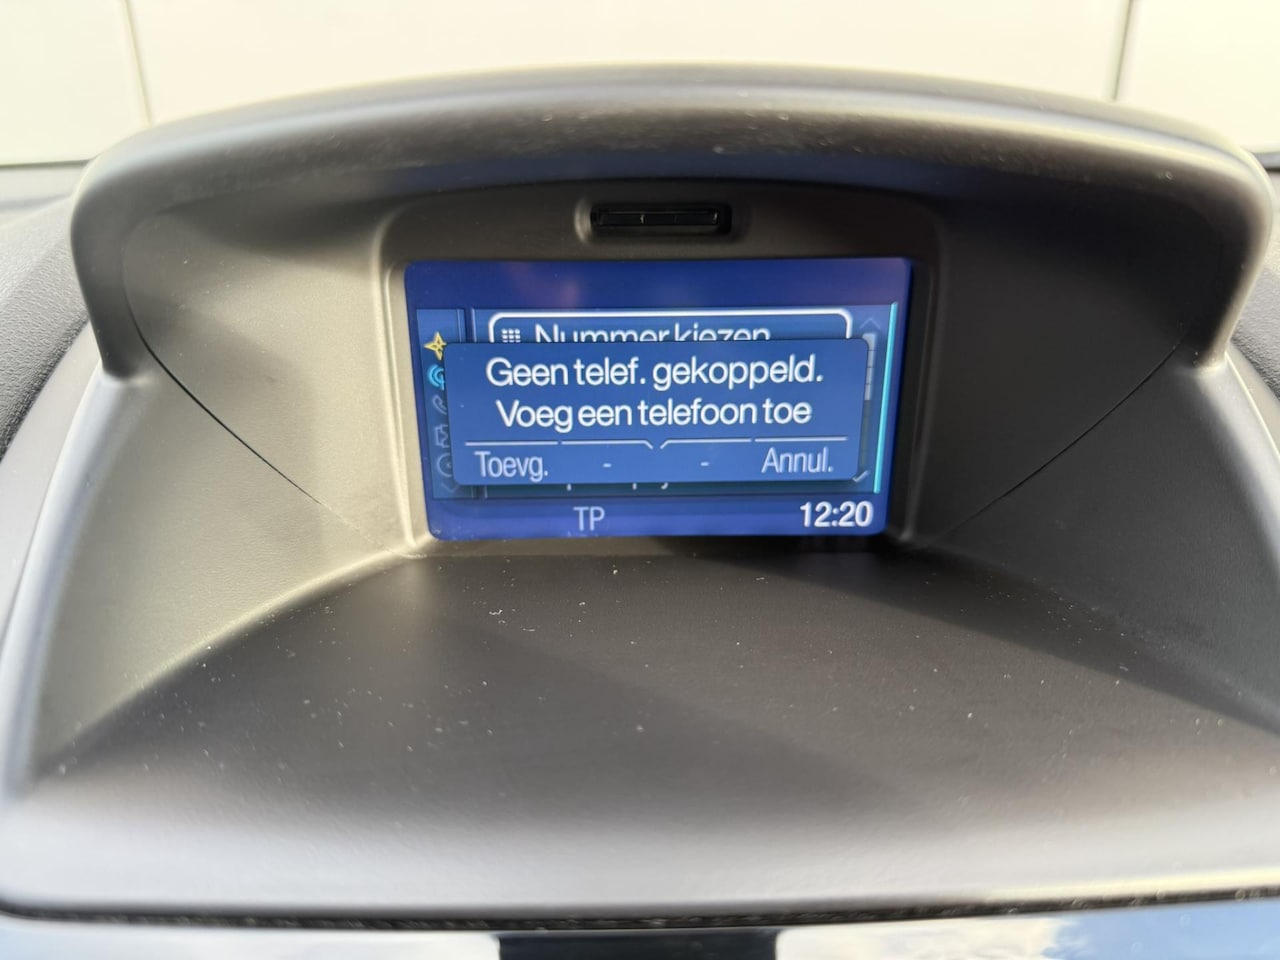 Nummer kiezen
Geen telef. gekoppeld.
Voeg een telefoon toe
Toevg. - - Annul.
TP 12:20